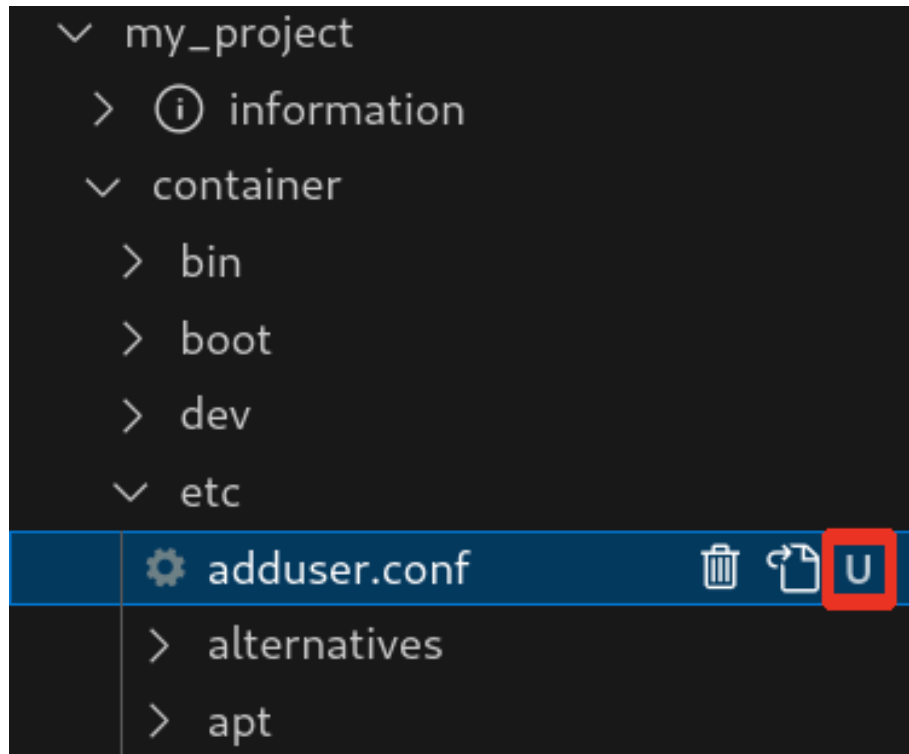 my_project
information
container
bin
boot
dev
etc
adduser.conf U
alternatives
apt